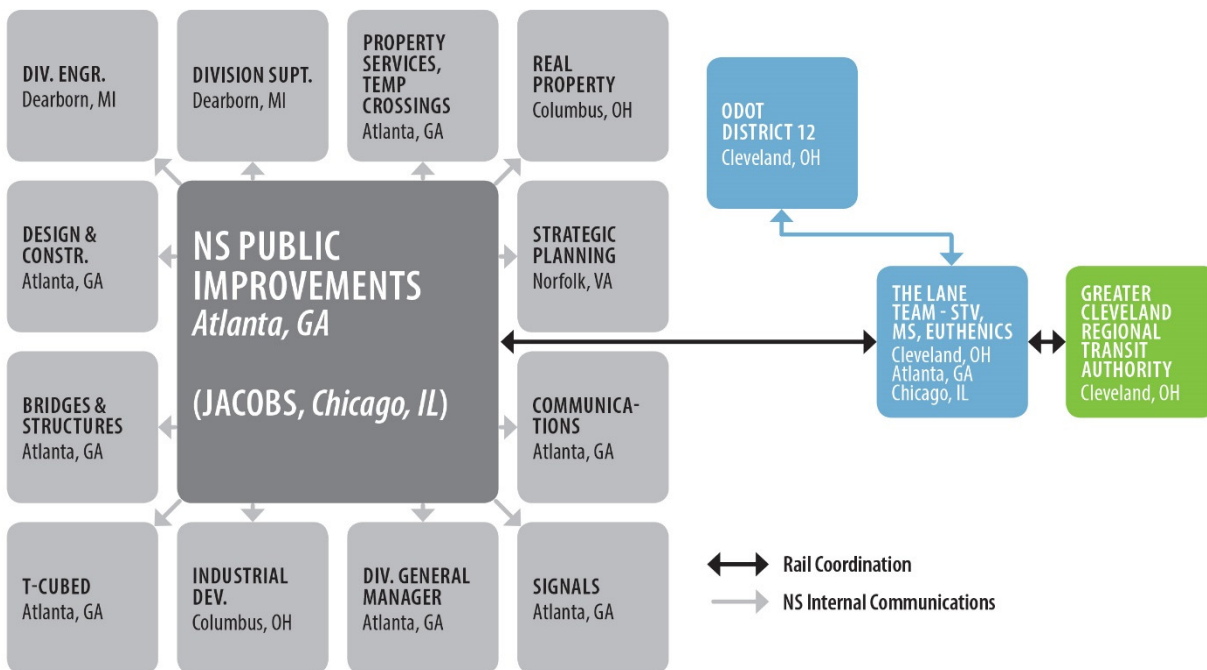 DIV. ENGR.
Dearborn, MI
DIVISION SUPT.
Dearborn, MI
PROPERTY
SERVICES,
TEMP
CROSSINGS
Atlanta, GA
REAL
PROPERTY
Columbus, OH
ODOT
DISTRICT 12
Cleveland, OH
DESIGN &
CONSTR.
Atlanta, GA
NS PUBLIC
IMPROVEMENTS
Atlanta, GA
(JACOBS, Chicago, IL)
STRATEGIC
PLANNING
Norfolk, VA
THE LANE
TEAM - STV,
MS, EUTHENICS
Cleveland, OH
Atlanta, GA
Chicago, IL
GREATER
CLEVELAND
REGIONAL
TRANSIT
AUTHORITY
Cleveland, OH
BRIDGES &
STRUCTURES
Atlanta, GA
COMMUNICA-
TIONS
Atlanta, GA
T-CUBED
Atlanta, GA
INDUSTRIAL
DEV.
Columbus, OH
DIV. GENERAL
MANAGER
Atlanta, GA
SIGNALS
Atlanta, GA
Rail Coordination
NS Internal Communications